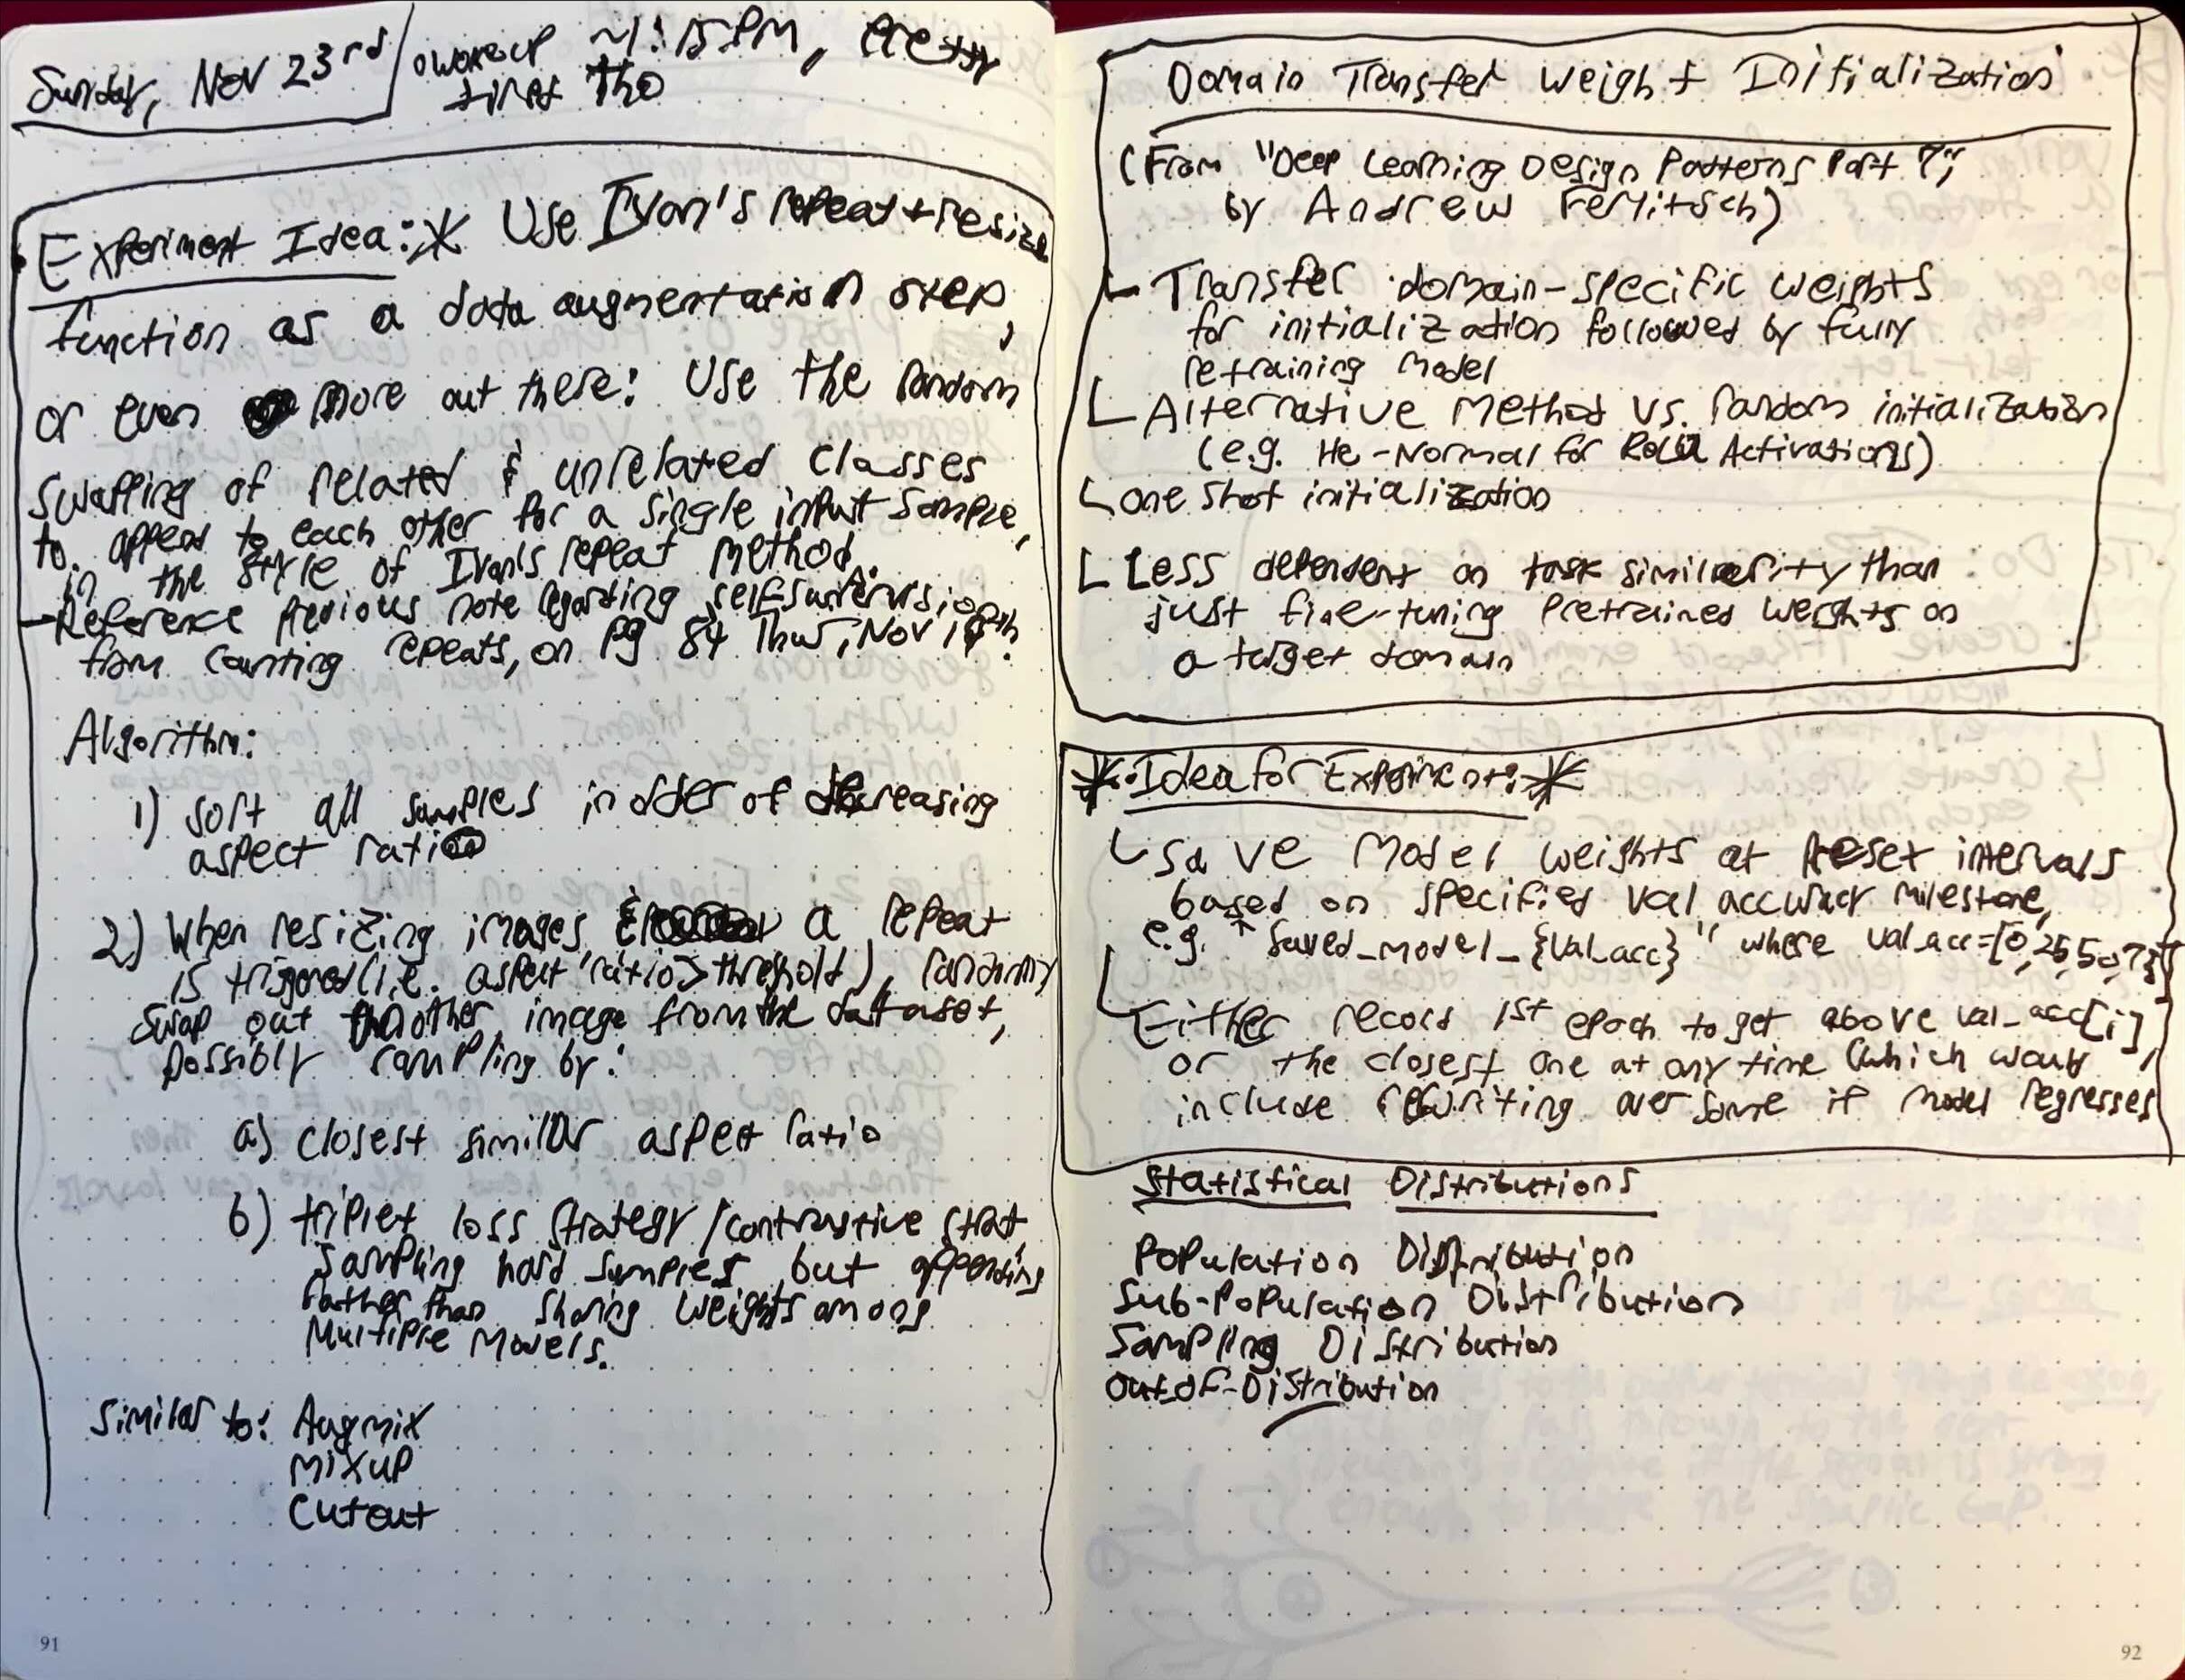 Sunday, Nov 23rd
woke up ~1:15PM, pretty
tired tho
Experiment Idea:* Use Ivan's repeat+resize
function as a data augmentation step,
or even more out there: Use the random
swapping of related & unrelated classes
to append to each other for a single input sample,
in the style of Ivan's repeat method.
→Reference previous note regarding self supervision
from counting repeats, on pg 84 Thur, Nov
Algorithm:
1) sort all samples in order of decreasing
aspect ratio
2) When resizing images & a repeat
is triggered (i.e. aspect ratio > threshold), randomly
swap out another image from the dataset,
possibly sampling by:
a) closest similar aspect ratio
b) triplet loss strategy/contrastive strat,
sampling hard samples but appending
rather than sharing weights among
multiple models.
Similar to: Augmix
mixup
Cutout
91
Domain Transfer Weight Initialization
(From "Deep Learning Design Patterns Part 7",
by Andrew Ferlitsch)
Transfer domain-specific weights
for initialization followed by fully
retraining model
Alternative method vs. random initialization
(e.g. He-Normal for ReLU Activations)
one shot initialization
Less dependent on task similarity than
just fine-tuning pretrained weights on
a target domain
*Idea for Experiment:*
save model weights at preset intervals
based on specified val accuracy milestone,
e.g. "saved_model_{val_acc}" where val_acc=[0,25,50,75]
Either record 1st epoch to get above val_acc[i],
or the closest one at any time (which would
include rewriting over some if model regresses
Statistical Distributions
Population Distribution
Sub-Population Distribution
Sampling Distribution
Out-of-Distribution
92